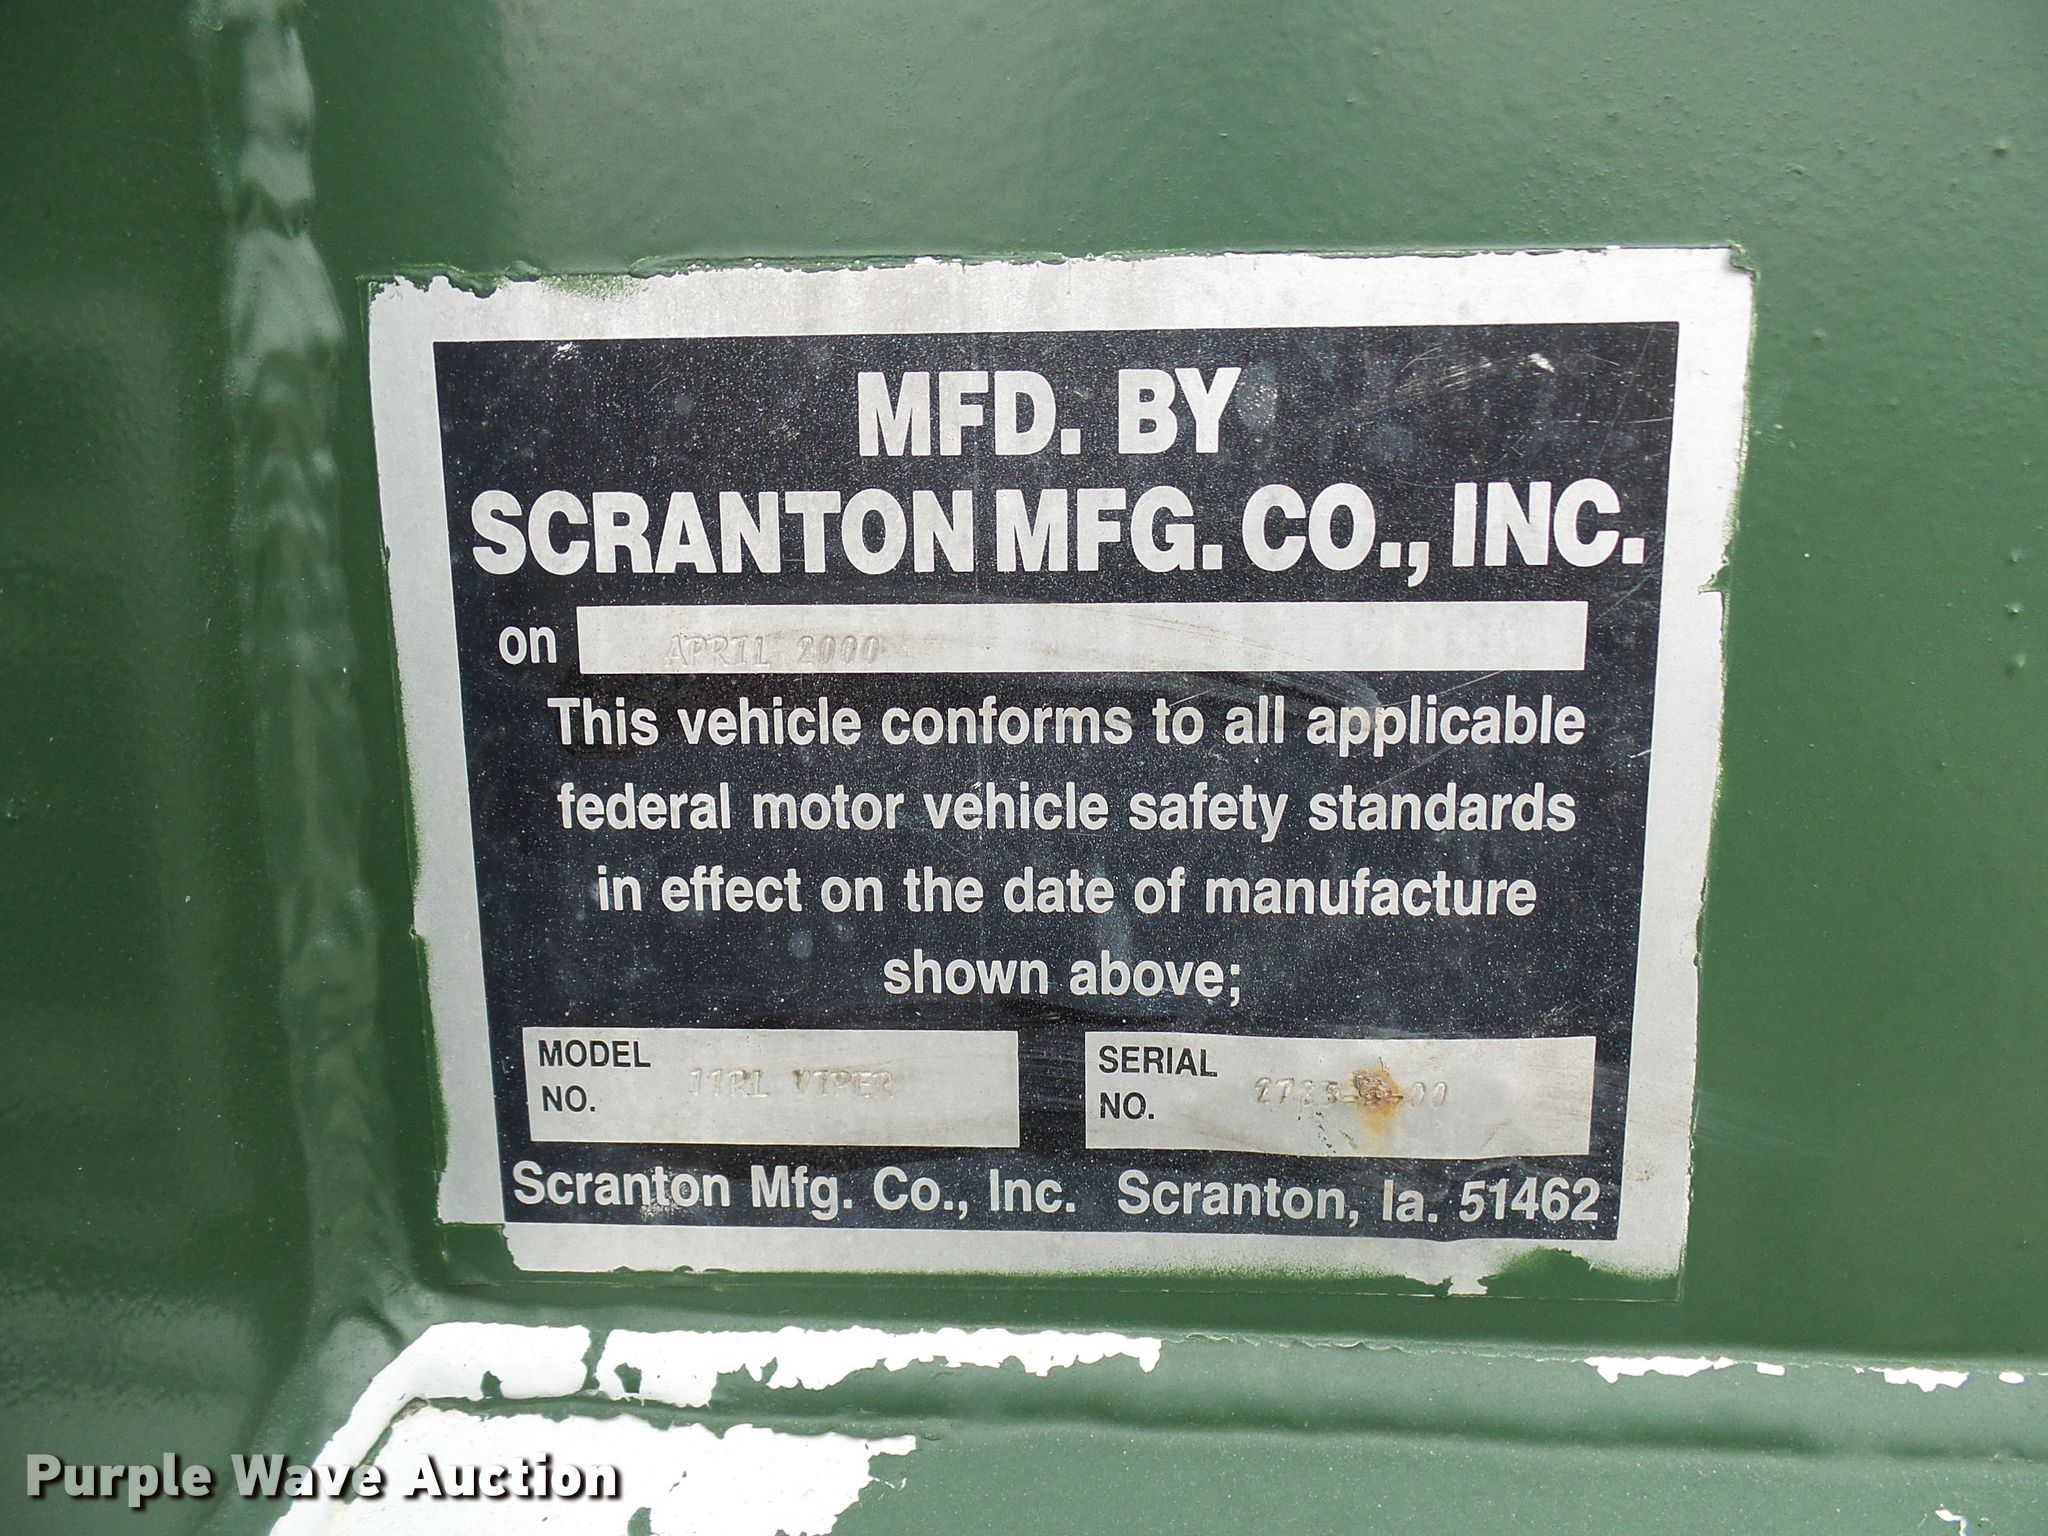 MFD. BY
SCRANTON MFG. CO., INC.
on APRIL 2000
This vehicle conforms to all applicable
federal motor vehicle safety standards
in effect on the date of manufacture
shown above;
MODEL
NO. 11RL VIPER
SERIAL
NO.
Scranton Mfg. Co., Inc. Scranton, Ia. 51462
Purple Wave Auction